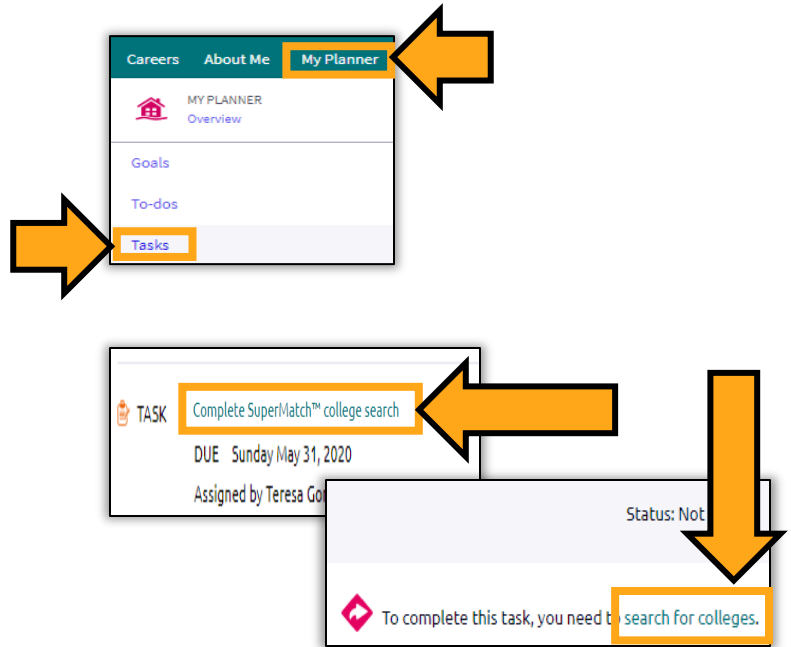 Careers About Me My Planner
MY PLANNER
Overview
Goals
To-dos
Tasks
TASK Complete SuperMatch™ college search
DUE Sunday May 31, 2020
Assigned by Teresa
Status: Not
To complete this task, you need to search for colleges.